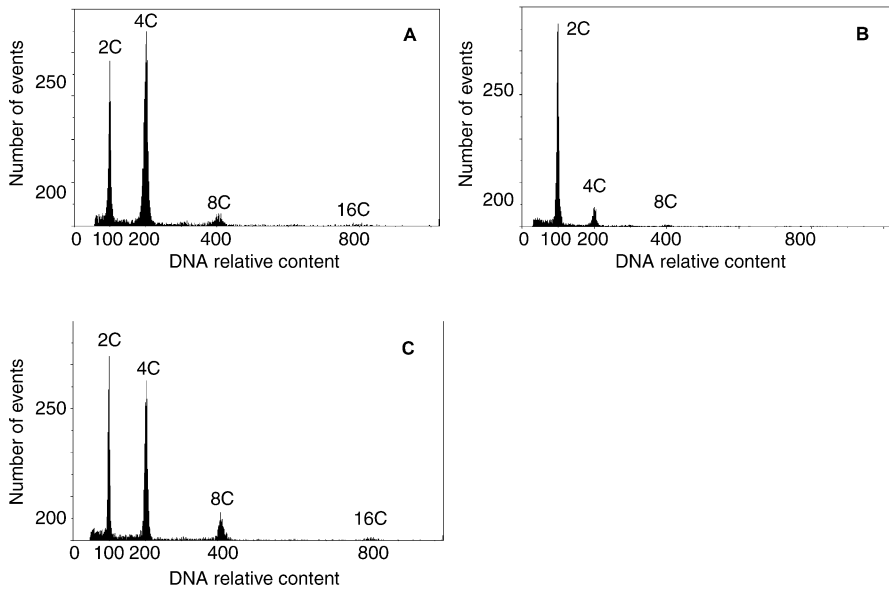 A
Number of events
250
200
2C
4C
8C
16C
0 100 200 400 800
DNA relative content
B
Number of events
250
200
2C
4C
8C
0 100 200 400 800
DNA relative content
C
Number of events
250
200
2C
4C
8C
16C
0 100 200 400 800
DNA relative content